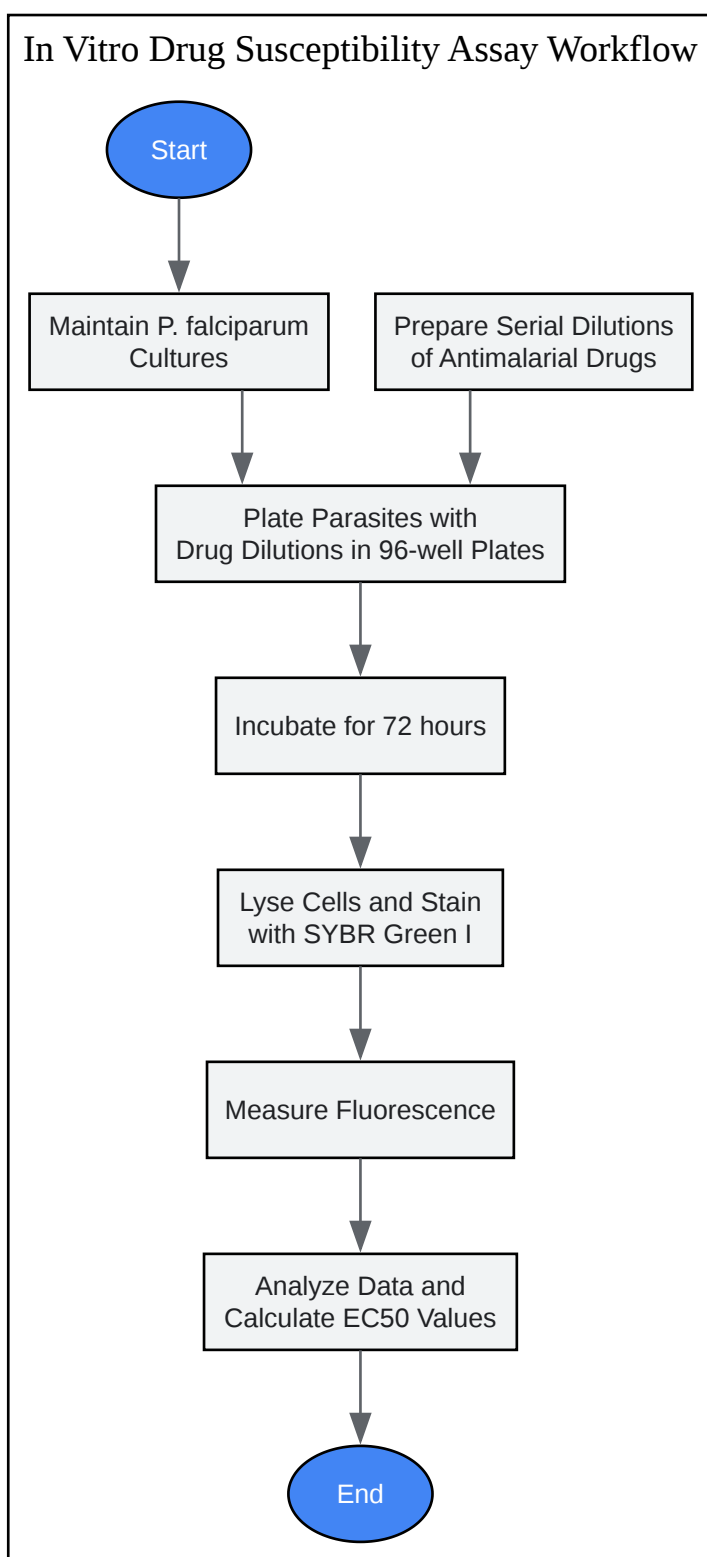 In Vitro Drug Susceptibility Assay Workflow
Start
Maintain P. falciparum
Cultures
Prepare Serial Dilutions
of Antimalarial Drugs
Plate Parasites with
Drug Dilutions in 96-well Plates
Incubate for 72 hours
Lyse Cells and Stain
with SYBR Green I
Measure Fluorescence
Analyze Data and
Calculate EC50 Values
End